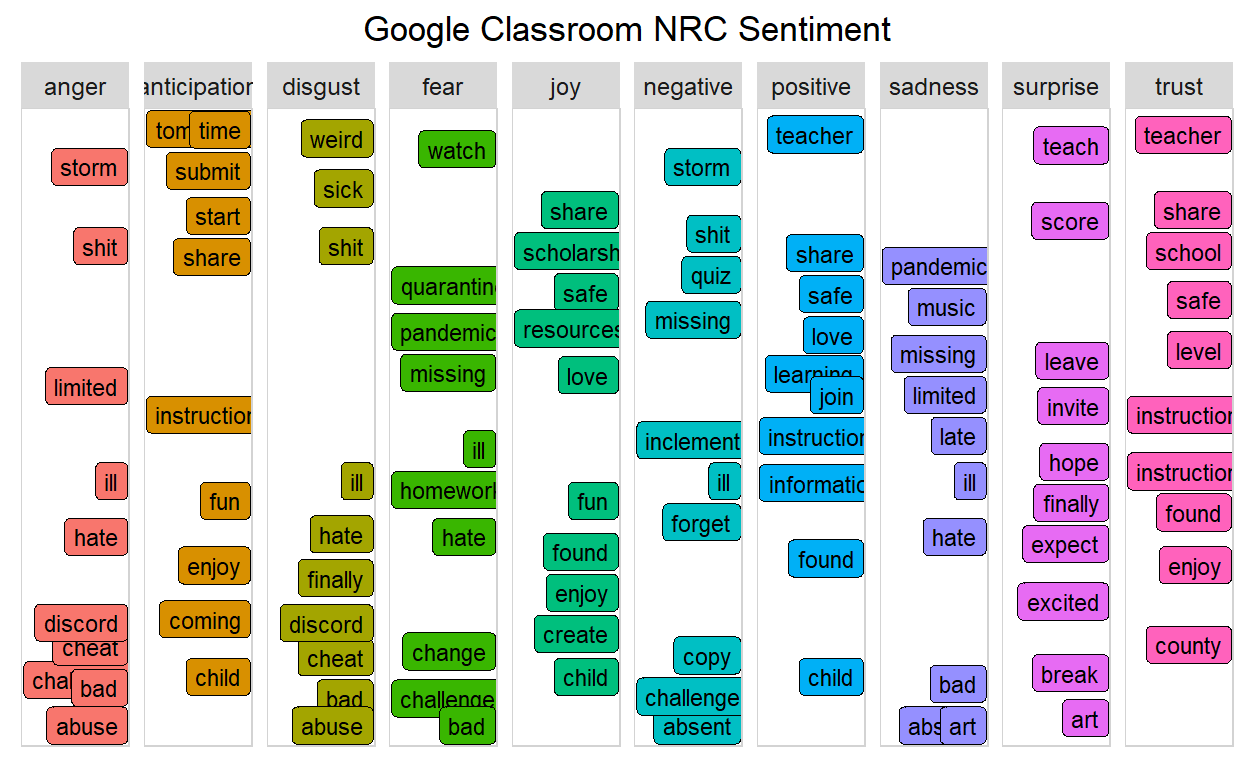 Google Classroom NRC Sentiment
anger
storm
shit
limited
ill
hate
discord
cheat
bad
abuse
anticipation
time
submit
start
share
instruction
fun
enjoy
coming
child
disgust
weird
sick
shit
ill
hate
finally
discord
cheat
bad
abuse
fear
watch
quarantin
pandemic
missing
ill
homework
hate
change
challenge
bad
joy
share
scholarsh
safe
resources
love
fun
found
enjoy
create
child
negative
storm
shit
quiz
missing
inclement
ill
forget
copy
challenge
absent
positive
teacher
share
safe
love
learning
join
instruction
informatic
found
child
sadness
pandemic
music
missing
limited
late
ill
hate
bad
abs
art
surprise
teach
score
leave
invite
hope
finally
expect
excited
break
art
trust
teacher
share
school
safe
level
instruction
instruction
found
enjoy
county